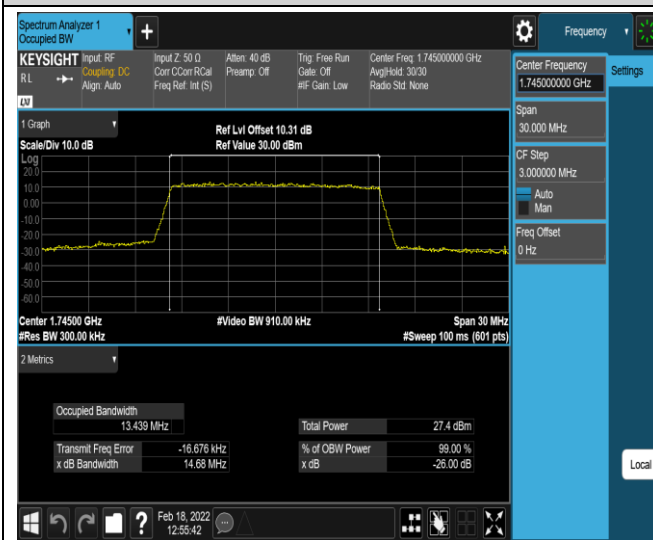 Spectrum Analyzer 1
Occupied BW
+
Frequency
KEYSIGHT
RL
LXI
Input: RF
Coupling: DC
Align: Auto
Input Z: 50 Ω
Corr CCorr RCal
Freq Ref: Int (S)
Atten: 40 dB
Preamp: Off
Trig: Free Run
Gate: Off
#IF Gain: Low
Center Freq: 1.745000000 GHz
Avg|Hold: 30/30
Radio Std: None
Center Frequency
1.745000000 GHz
Settings
Span
30.000 MHz
CF Step
3.000000 MHz
Auto
Man
Freq Offset
0 Hz
1 Graph
Scale/Div 10.0 dB
Ref Lvl Offset 10.31 dB
Ref Value 30.00 dBm
Log
20.0
10.0
0.00
-10.0
-20.0
-30.0
-40.0
-50.0
-60.0
Center 1.74500 GHz
#Video BW 910.00 kHz
Span 30 MHz
#Res BW 300.00 kHz
#Sweep 100 ms (601 pts)
2 Metrics
Occupied Bandwidth
13.439 MHz
Total Power 27.4 dBm
Transmit Freq Error -16.676 kHz
% of OBW Power 99.00 %
x dB Bandwidth 14.68 MHz
x dB -26.00 dB
Local
?
Feb 18, 2022
12:55:42